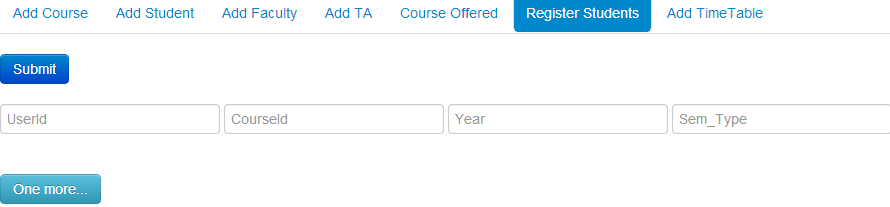 Add Course Add Student Add Faculty Add TA Course Offered Register Students Add TimeTable
Submit
UserId CourseId Year Sem_Type
One more...